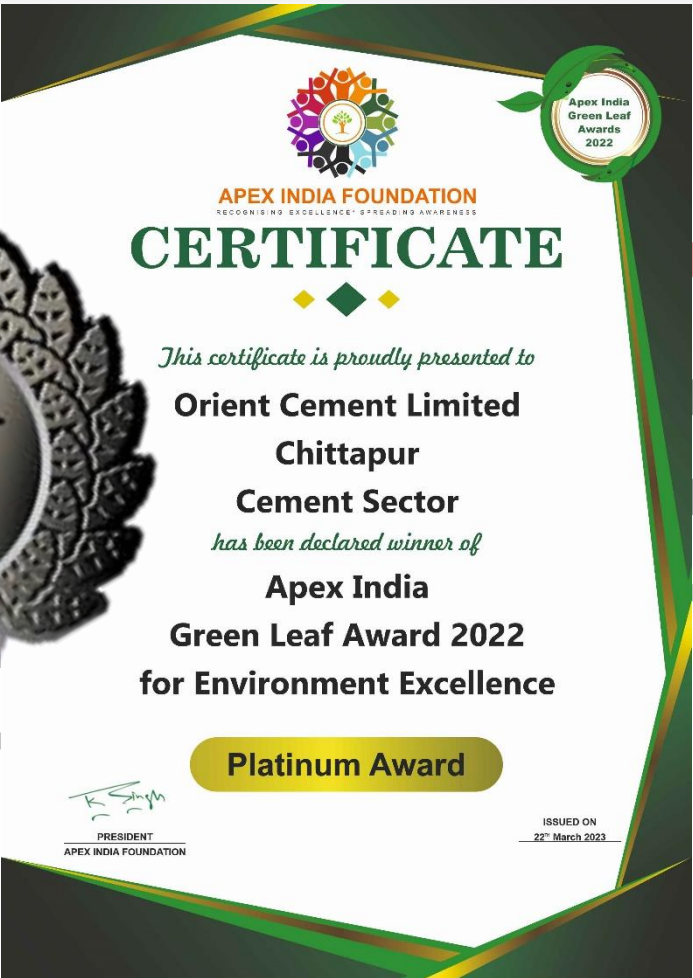 Apex India
Green Leaf
Awards
2022
APEX INDIA FOUNDATION
RECOGNISING EXCELLENCE* SPREADING AWARENESS
CERTIFICATE
This certificate is proudly presented to
Orient Cement Limited
Chittapur
Cement Sector
has been declared winner of
Apex India
Green Leaf Award 2022
for Environment Excellence
Platinum Award
K Singh
PRESIDENT
APEX INDIA FOUNDATION
ISSUED ON
22ⁿᵈ March 2023